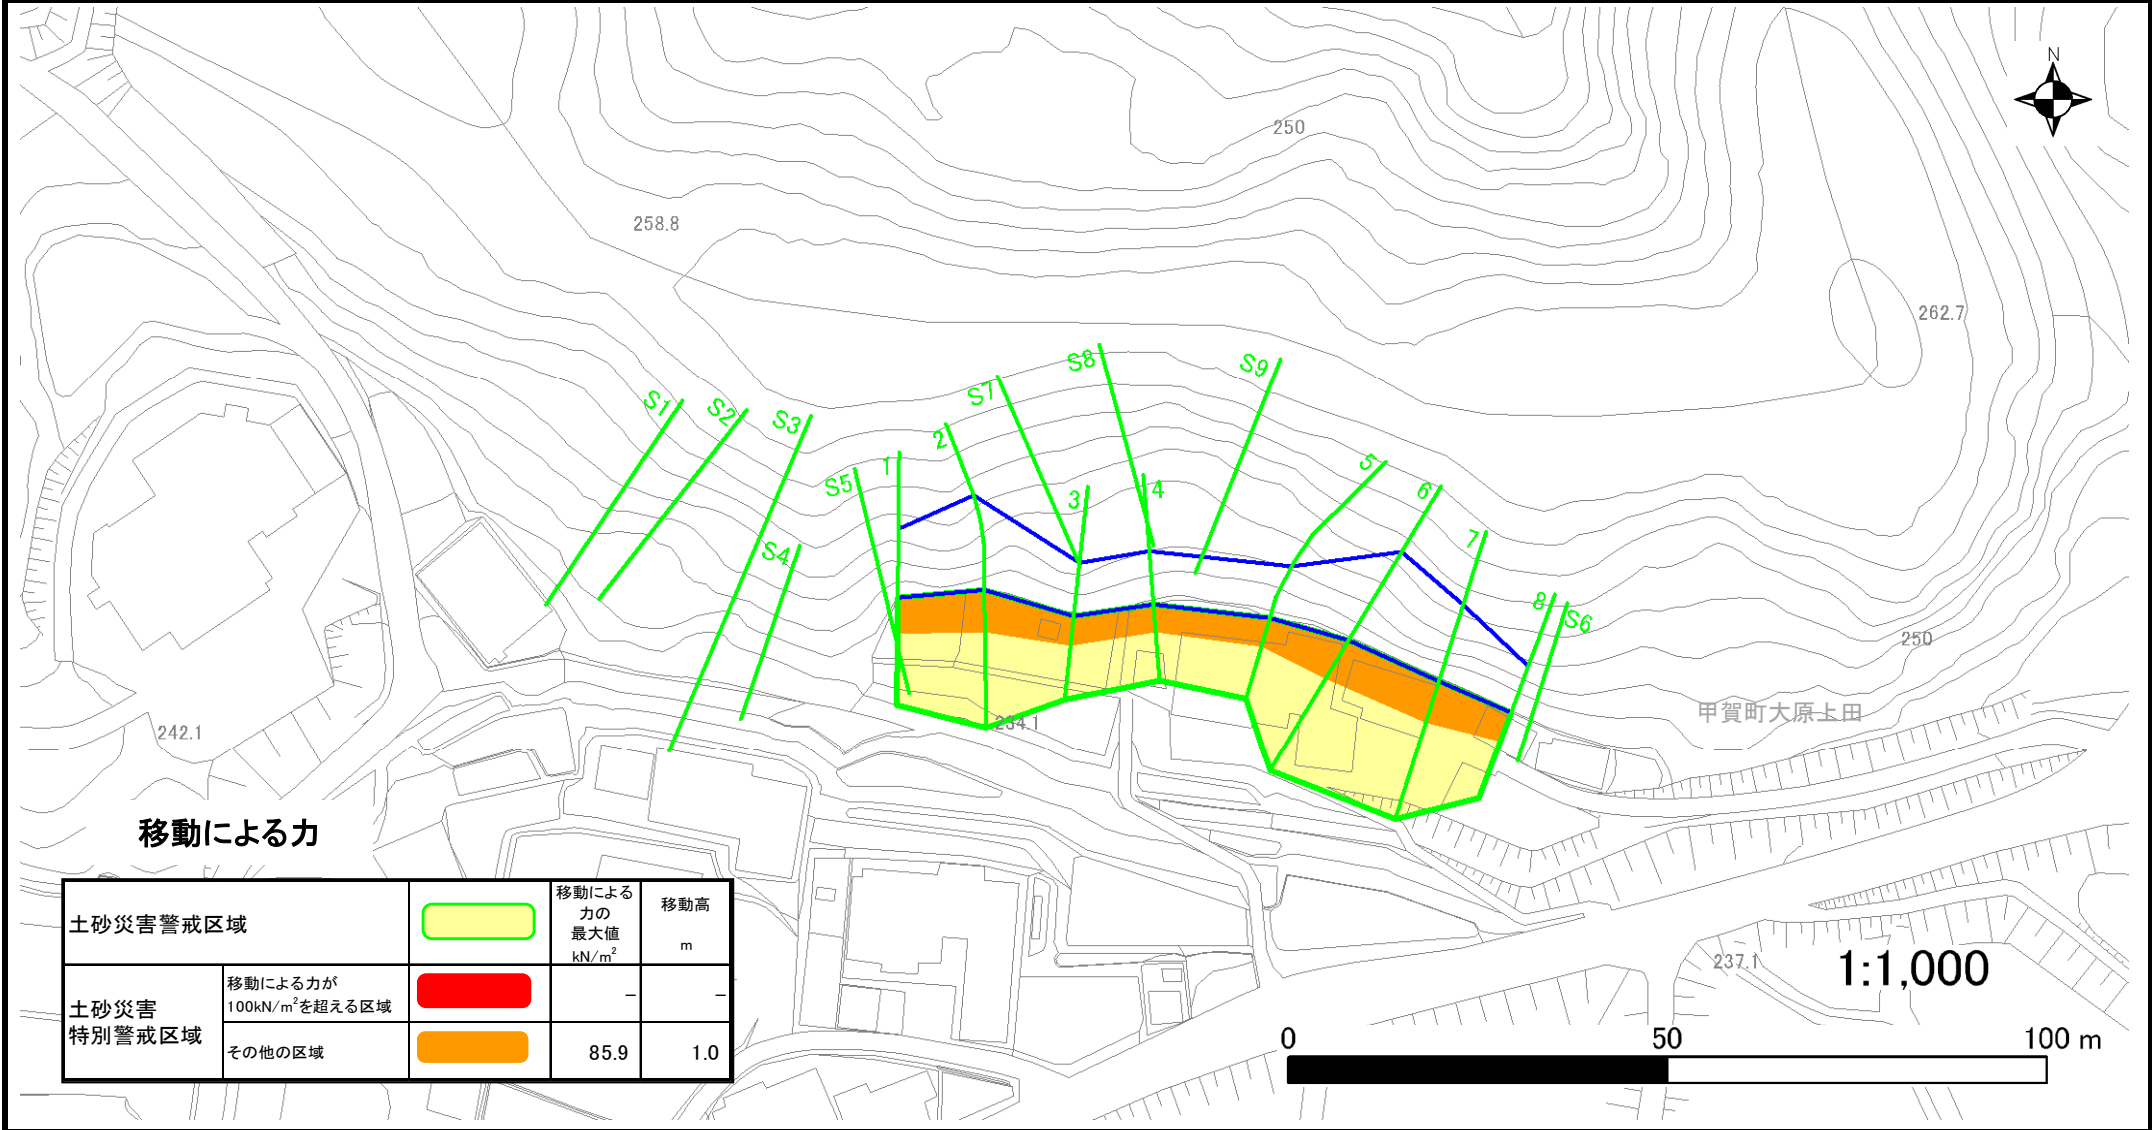 N
250
258.8
262.7
S1
S2
S3
S4
S5
1
2
S7
S8
S9
3
4
5
6
7
8
S6
250
甲賀町大原上田
242.1
234.1
237.1
移動による力
土砂災害警戒区域
移動による
力の
最大値
kN/m²
移動高
m
土砂災害
特別警戒区域
移動による力が
100kN/m²を超える区域
－
－
その他の区域
85.9
1.0
1:1,000
0 50 100 m